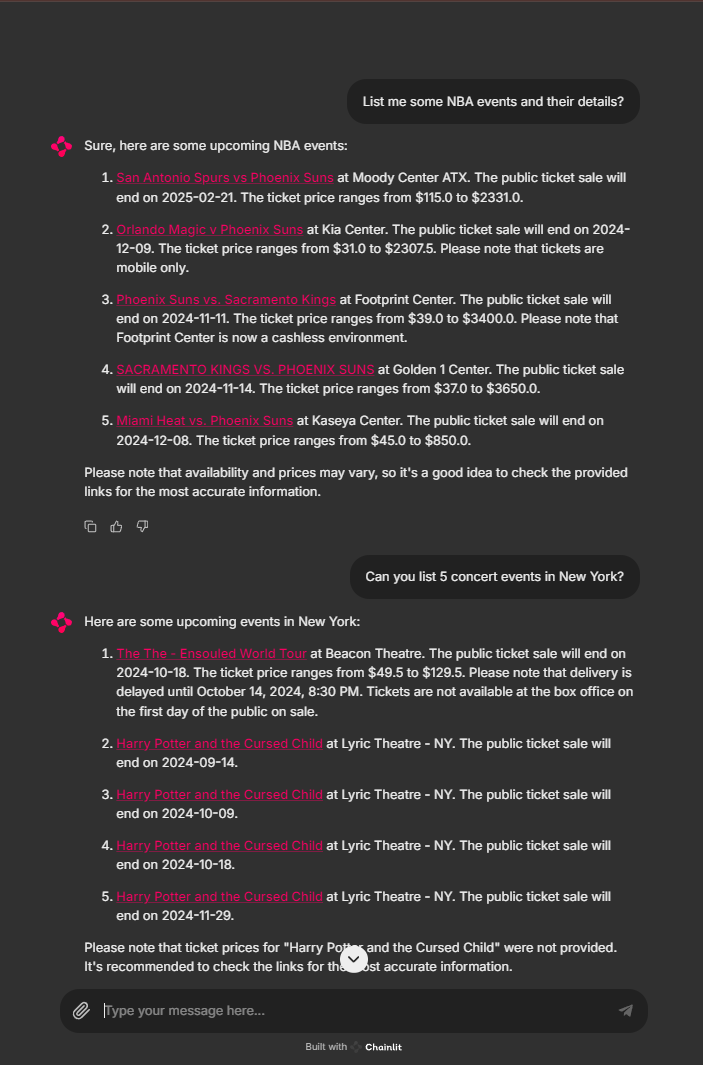 List me some NBA events and their details?
Sure, here are some upcoming NBA events:
1. San Antonio Spurs vs Phoenix Suns at Moody Center ATX. The public ticket sale will
end on 2025-02-21. The ticket price ranges from $115.0 to $2331.0.
2. Orlando Magic v Phoenix Suns at Kia Center. The public ticket sale will end on 2024-
12-09. The ticket price ranges from $31.0 to $2307.5. Please note that tickets are
mobile only.
3. Phoenix Suns vs. Sacramento Kings at Footprint Center. The public ticket sale will
end on 2024-11-11. The ticket price ranges from $39.0 to $3400.0. Please note that
Footprint Center is now a cashless environment.
4. SACRAMENTO KINGS VS. PHOENIX SUNS at Golden 1 Center. The public ticket sale
will end on 2024-11-14. The ticket price ranges from $37.0 to $3650.0.
5. Miami Heat vs. Phoenix Suns at Kaseya Center. The public ticket sale will end on
2024-12-08. The ticket price ranges from $45.0 to $850.0.
Please note that availability and prices may vary, so it's a good idea to check the provided
links for the most accurate information.
Can you list 5 concert events in New York?
Here are some upcoming events in New York:
1. The The - Ensouled World Tour at Beacon Theatre. The public ticket sale will end on
2024-10-18. The ticket price ranges from $49.5 to $129.5. Please note that delivery is
delayed until October 14, 2024, 8:30 PM. Tickets are not available at the box office on
the first day of the public on sale.
2. Harry Potter and the Cursed Child at Lyric Theatre - NY. The public ticket sale will
end on 2024-09-14.
3. Harry Potter and the Cursed Child at Lyric Theatre - NY. The public ticket sale will
end on 2024-10-09.
4. Harry Potter and the Cursed Child at Lyric Theatre - NY. The public ticket sale will
end on 2024-10-18.
5. Harry Potter and the Cursed Child at Lyric Theatre - NY. The public ticket sale will
end on 2024-11-29.
Please note that ticket prices for "Harry Potter and the Cursed Child" were not provided.
It's recommended to check the links for the most accurate information.
Type your message here...
Built with Chainlit